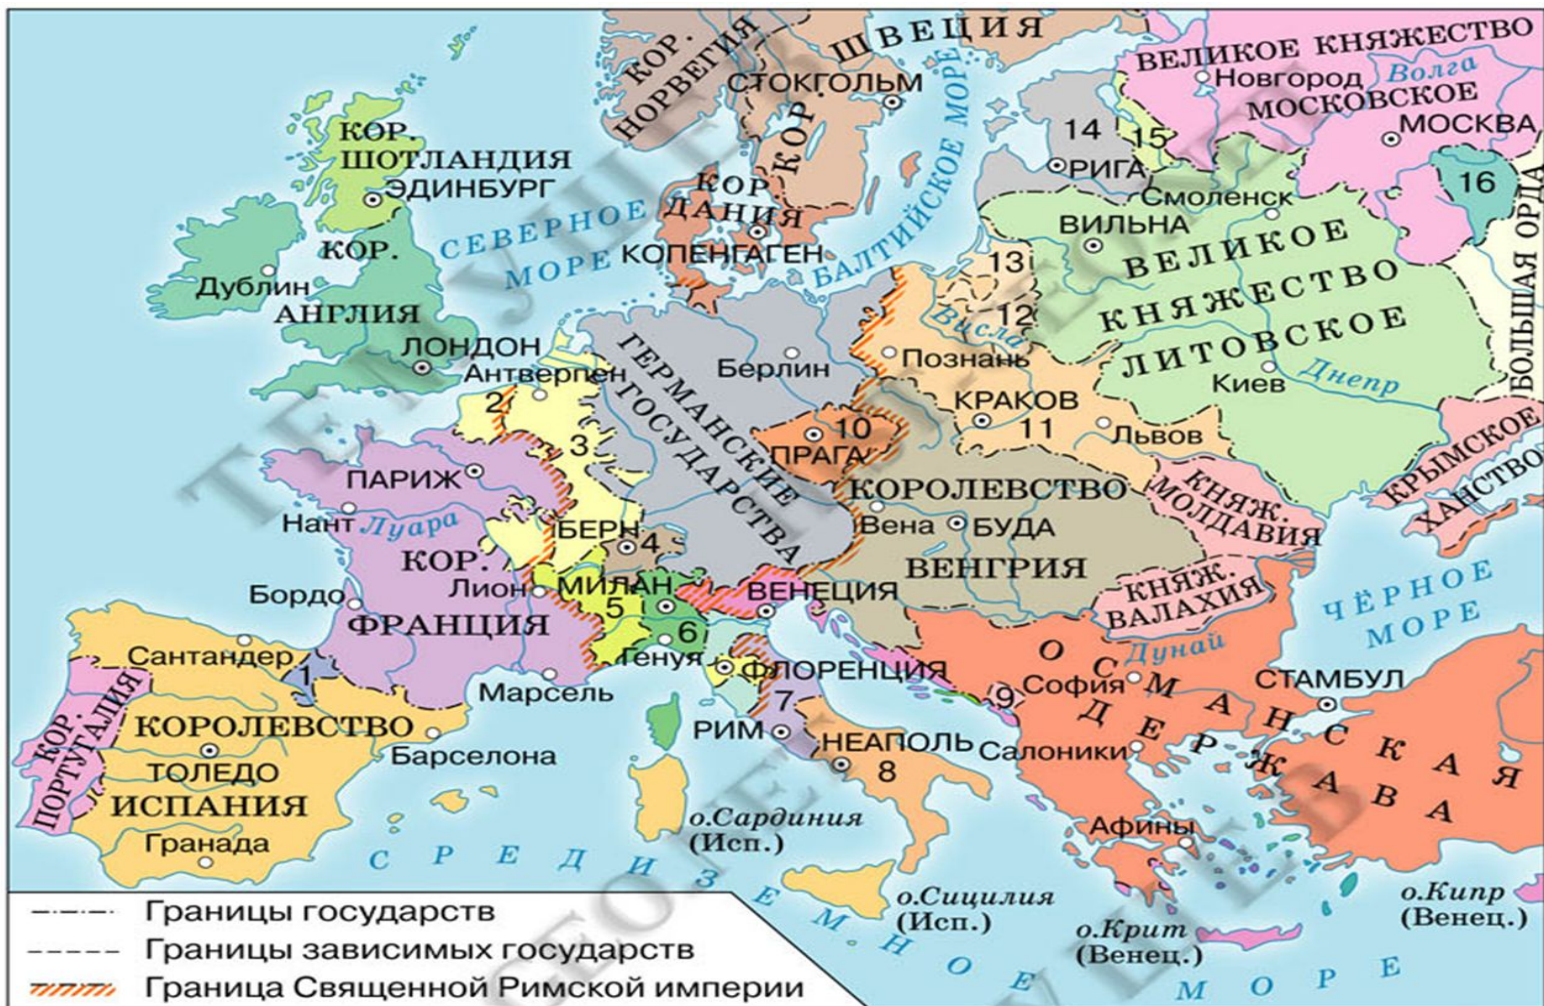 КОР.
НОРВЕГИЯ
ШВЕЦИЯ
КОР.
СТОКГОЛЬМ
БАЛТИЙСКОЕ МОРЕ
ВЕЛИКОЕ КНЯЖЕСТВО
Новгород
Волга
МОСКОВСКОЕ
МОСКВА
КОР.
ШОТЛАНДИЯ
ЭДИНБУРГ
14
15
РИГА
16
БОЛЬШАЯ ОРДА
КОР.
ДАНИЯ
КОПЕНГАГЕН
СЕВЕРНОЕ
МОРЕ
Смоленск
ВИЛЬНА
ВЕЛИКОЕ
КНЯЖЕСТВО
ЛИТОВСКОЕ
КОР.
АНГЛИЯ
Дублин
ЛОНДОН
Антверпен
13
12
Висла
Познань
Берлин
ГЕРМАНСКИЕ
ГОСУДАРСТВА
Киев
Днепр
2
3
КРАКОВ
11
Львов
10
ПРАГА
КРЫМСКОЕ
ХАНСТВО
ПАРИЖ
Нант
Луара
БЕРН
4
КОРОЛЕВСТВО
Вена
БУДА
ВЕНГРИЯ
КНЯЖ.
МОЛДАВИЯ
КОР.
ФРАНЦИЯ
Лион
Бордо
МИЛАН
5
6
Генуя
ВЕНЕЦИЯ
КНЯЖ.
ВАЛАХИЯ
ЧЁРНОЕ
МОРЕ
Дунай
Сантандер
1
Марсель
ФЛОРЕНЦИЯ
7
РИМ
9
София
СТАМБУЛ
ОСМАНСКАЯ
ДЕРЖАВА
КОР.
ПОРТУГАЛИЯ
КОРОЛЕВСТВО
ТОЛЕДО
ИСПАНИЯ
Барселона
Гранада
НЕАПОЛЬ
8
Салоники
Афины
о.Сардиния
(Исп.)
о.Сицилия
(Исп.)
о.Крит
(Венец.)
о.Кипр
(Венец.)
СРЕДИЗЕМНОЕ МОРЕ
Границы государств
Границы зависимых государств
Граница Священной Римской империи